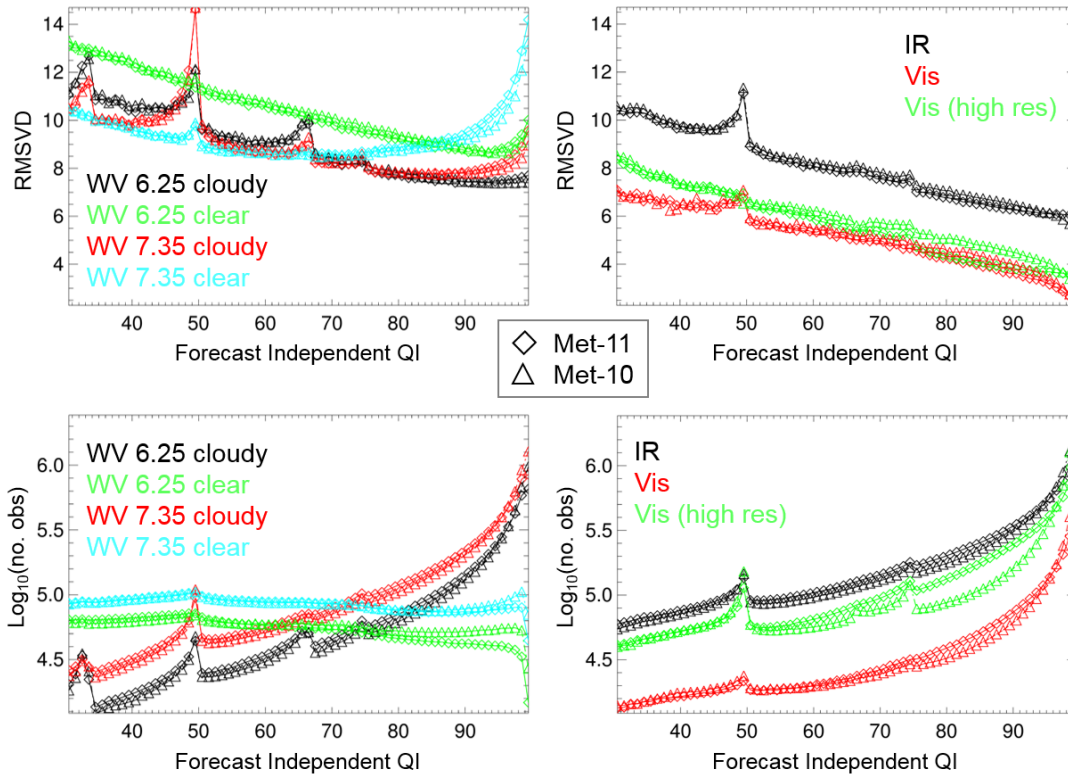 14
12
10
8
6
4
RMSVD
WV 6.25 cloudy
WV 6.25 clear
WV 7.35 cloudy
WV 7.35 clear
40 50 60 70 80 90
Forecast Independent QI
14
12
10
8
6
4
RMSVD
IR
Vis
Vis (high res)
40 50 60 70 80 90
Forecast Independent QI
Met-11
Met-10
6.0
5.5
5.0
4.5
Log₁₀(no. obs)
WV 6.25 cloudy
WV 6.25 clear
WV 7.35 cloudy
WV 7.35 clear
40 50 60 70 80 90
Forecast Independent QI
6.0
5.5
5.0
4.5
Log₁₀(no. obs)
IR
Vis
Vis (high res)
40 50 60 70 80 90
Forecast Independent QI